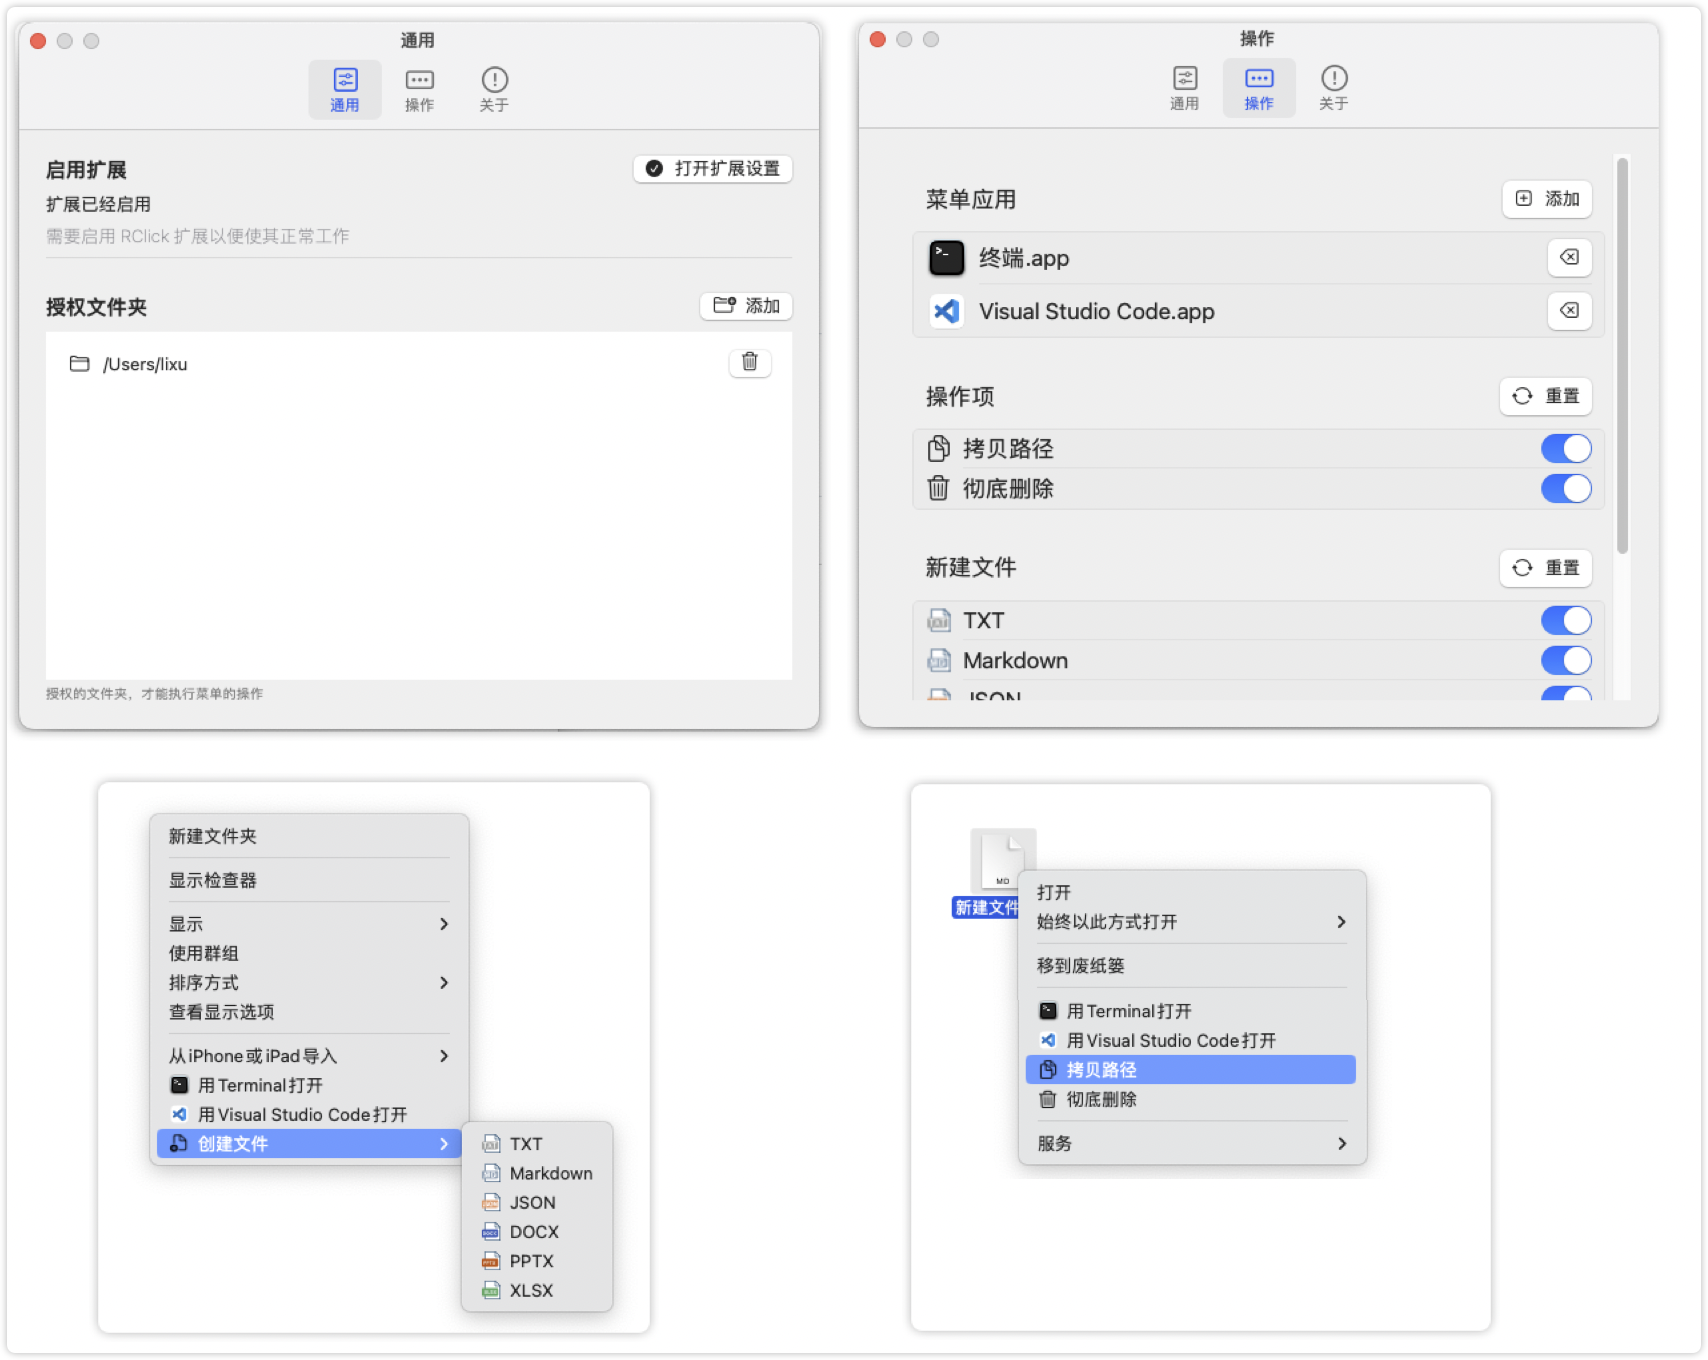 通用
通用
操作
关于
启用扩展
打开扩展设置
扩展已经启用
需要启用 RClick 扩展以便使其正常工作
授权文件夹
添加
/Users/lixu
授权的文件夹，才能执行菜单的操作
操作
通用
操作
关于
菜单应用
添加
终端.app
Visual Studio Code.app
操作项
重置
拷贝路径
彻底删除
新建文件
重置
TXT
Markdown
JSON
新建文件夹
显示检查器
显示
使用群组
排序方式
查看显示选项
从iPhone或iPad导入
用Terminal打开
用Visual Studio Code打开
创建文件
TXT
Markdown
JSON
DOCX
PPTX
XLSX
MD
新建文件
打开
始终以此方式打开
移到废纸篓
用Terminal打开
用Visual Studio Code打开
拷贝路径
彻底删除
服务